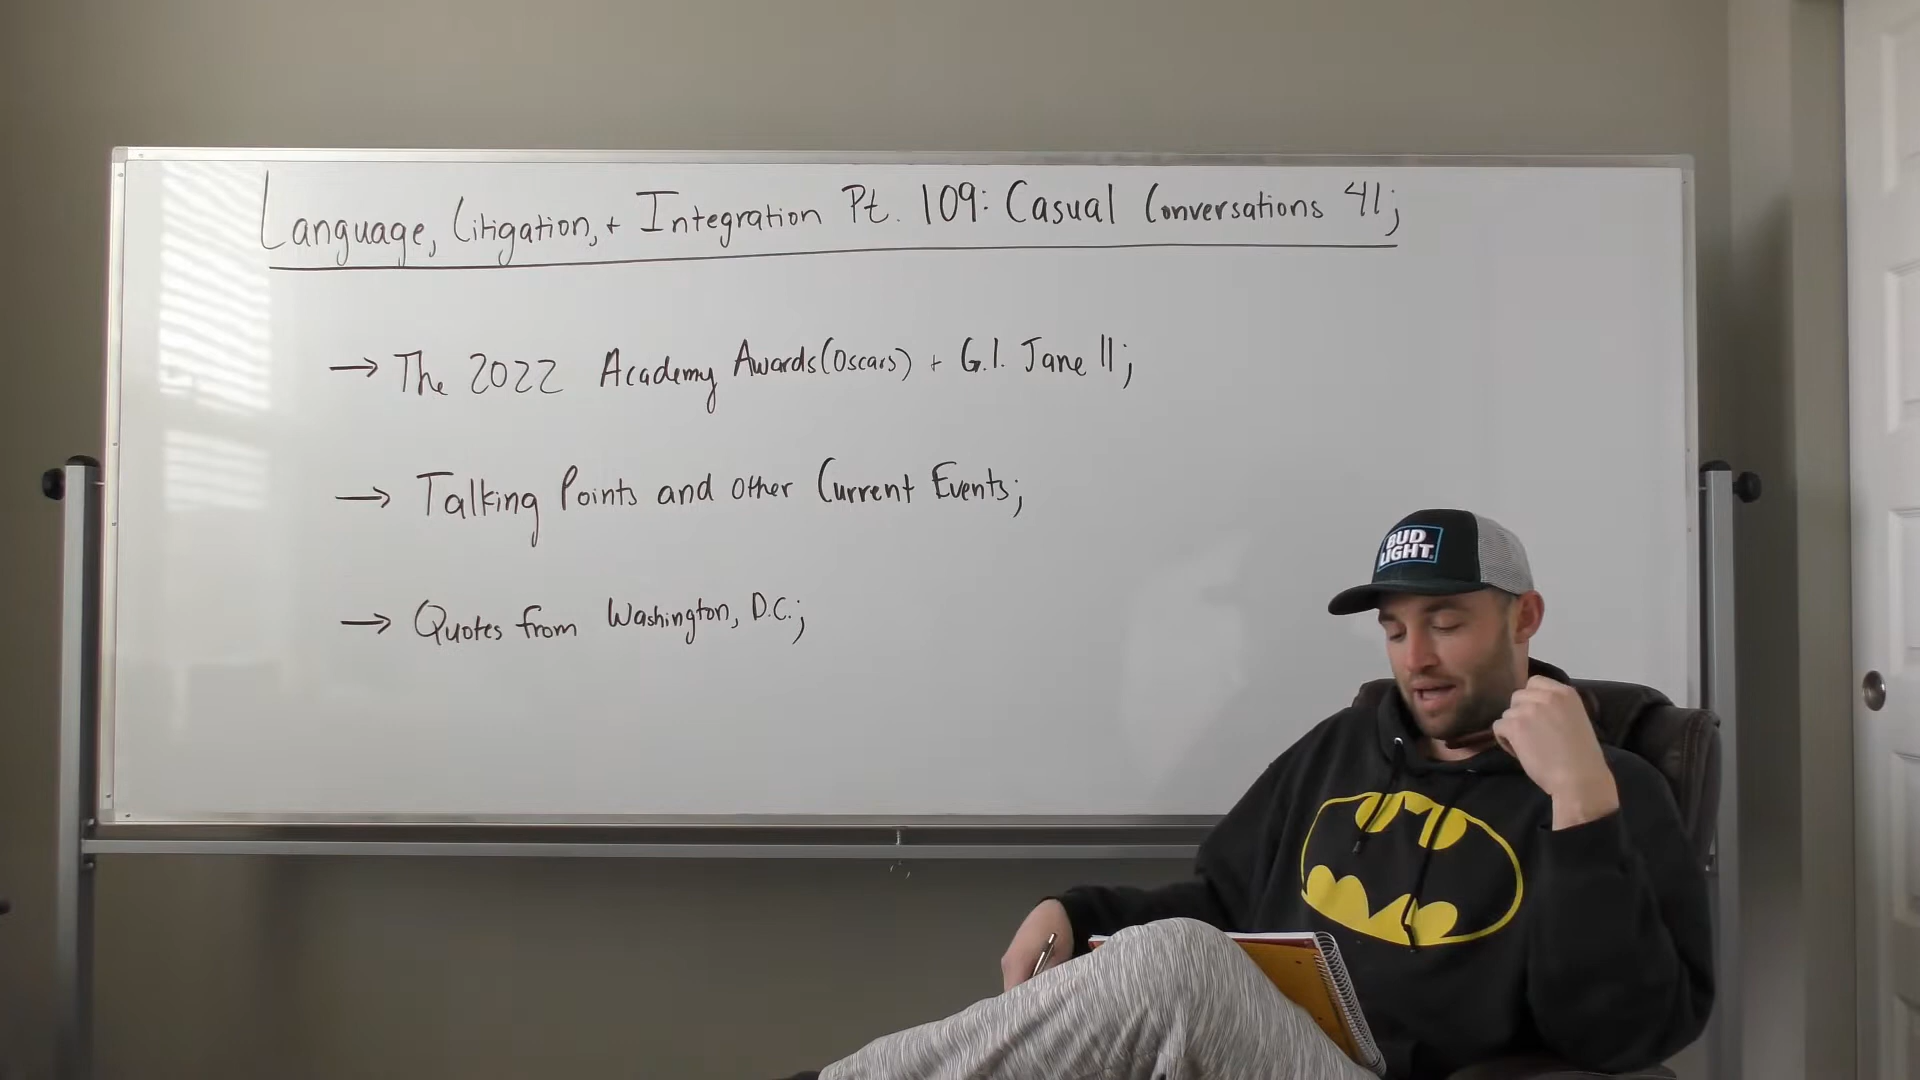 Language, Litigation, + Integration Pt. 109: Casual Conversations 41;
→ The 2022 Academy Awards (Oscars) + G.I. Jane II;
→ Talking Points and other Current Events;
→ Quotes from Washington, D.C.;
BUD
LIGHT.